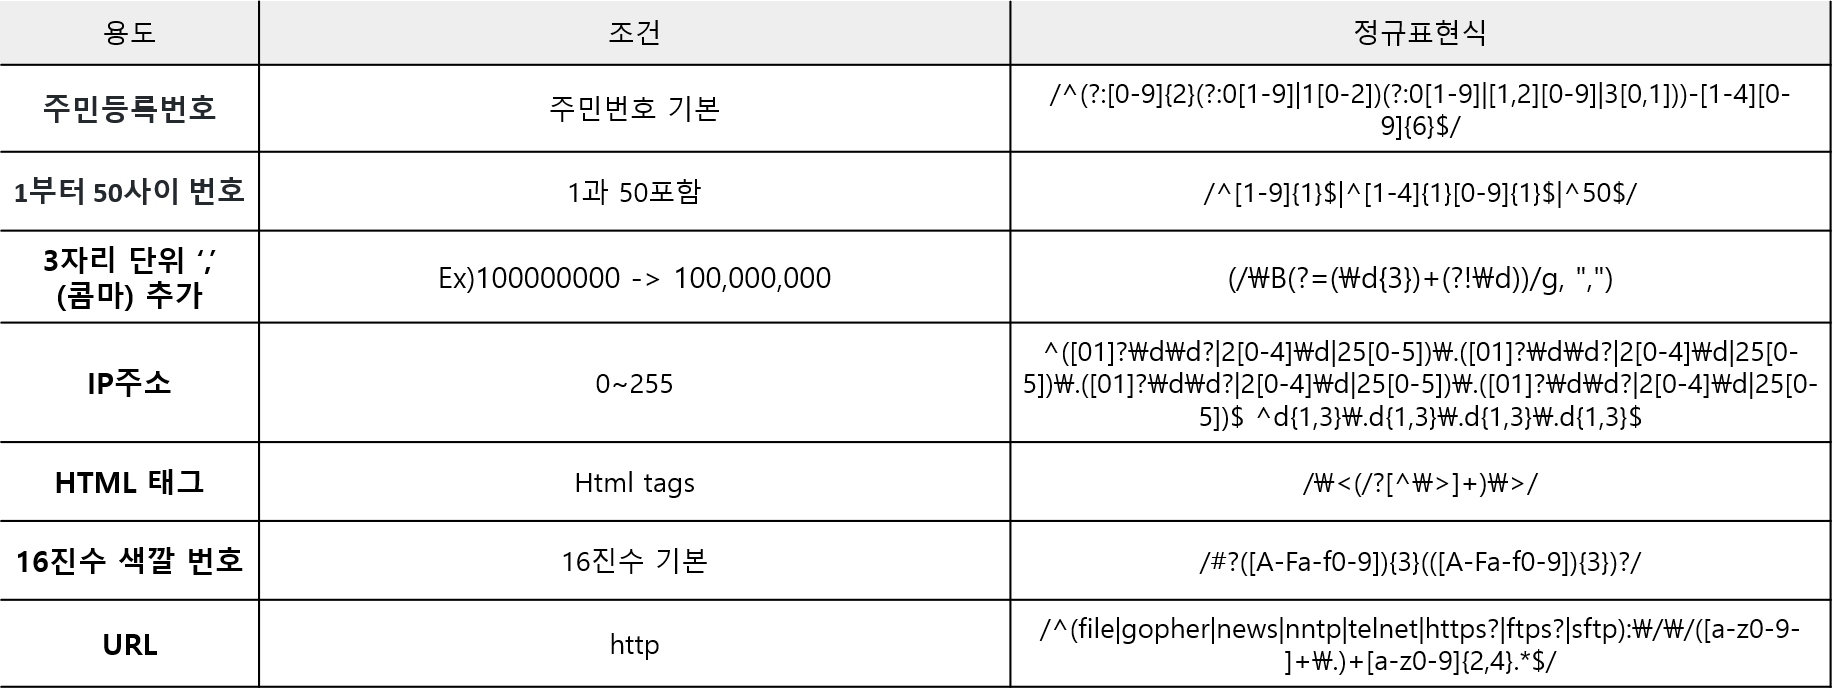 용도
조건
정규표현식
주민등록번호
주민번호 기본
/^(?:[0-9]{2}(?:0[1-9]|1[0-2])(?:0[1-9]|[1,2][0-9]|3[0,1]))-[1-4][0-
9]{6}$/
1부터 50사이 번호
1과 50포함
/^[1-9]{1}$|^[1-4]{1}[0-9]{1}$|^50$/
3자리 단위 ‘,’
(콤마) 추가
Ex)100000000 -> 100,000,000
(/₩B(?=(₩d{3})+(?!₩d))/g, ",")
IP주소
0~255
^([01]?₩d₩d?|2[0-4]₩d|25[0-5])₩.([01]?₩d₩d?|2[0-4]₩d|25[0-
5])₩.([01]?₩d₩d?|2[0-4]₩d|25[0-5])₩.([01]?₩d₩d?|2[0-4]₩d|25[0-
5])$ ^d{1,3}₩.d{1,3}₩.d{1,3}₩.d{1,3}$
HTML 태그
Html tags
/₩<(/?[^₩>]+)₩>/
16진수 색깔 번호
16진수 기본
/#?([A-Fa-f0-9]){3}(([A-Fa-f0-9]){3})?/
URL
http
/^(file|gopher|news|nntp|telnet|https?|ftps?|sftp):₩/₩/([a-z0-9-
]+₩.)+[a-z0-9]{2,4}.*$/